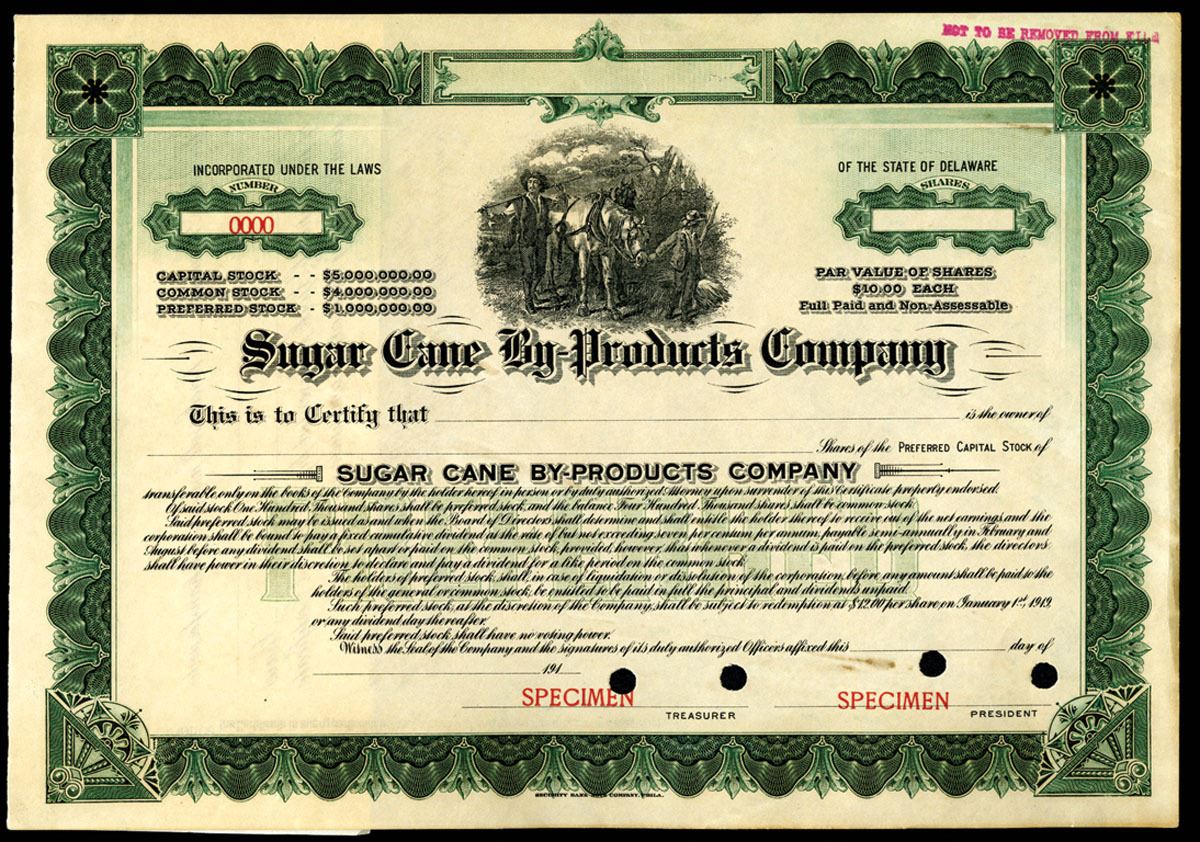 NOT TO BE REMOVED FROM FILE
INCORPORATED UNDER THE LAWS
OF THE STATE OF DELAWARE
NUMBER
SHARES
0000
CAPITAL STOCK - - $5,000,000.00
COMMON STOCK - - $4,000,000.00
PREFERRED STOCK - $1,000,000.00
PAR VALUE OF SHARES
$10.00 EACH
Full Paid and Non-Assessable
Sugar Cane By-Products Company
This is to Certify that is the owner of
Shares of the PREFERRED CAPITAL STOCK of
SUGAR CANE BY-PRODUCTS COMPANY
transferable only on the books of the Company by the holder hereof in person or by duly authorized Attorney upon surrender of this Certificate properly endorsed.
Of said stock One Hundred Thousand shares shall be preferred stock, and the balance Four Hundred Thousand shares shall be common stock.
Said preferred stock may be issued as and when the Board of Directors shall determine and shall entitle the holder thereof to receive out of the net earnings, and the
corporation shall be bound to pay a fixed cumulative dividend at the rate of but not exceeding seven per centum per annum, payable semi-annually in February and
August before any dividend shall be set apart or paid on the common stock, provided, however, that whenever a dividend is paid on the preferred stock, the directors
shall have power in their discretion to declare and pay a dividend for a like period on the common stock.
The holders of preferred stock, shall, in case of liquidation or dissolution of the corporation, before any amount shall be paid to the
holders of the general or common stock, be entitled to be paid in full the principal and dividends unpaid.
Such preferred stock, at the discretion of the Company, shall be subject to redemption at $12.00 per share on January 1st, 1919,
or any dividend day thereafter.
Said preferred stock shall have no voting power.
Witness the Seal of the Company and the signatures of its duly authorized Officers affixed this day of
191
SPECIMEN
SPECIMEN
TREASURER
PRESIDENT
SECURITY BANK NOTE COMPANY, PHILA.